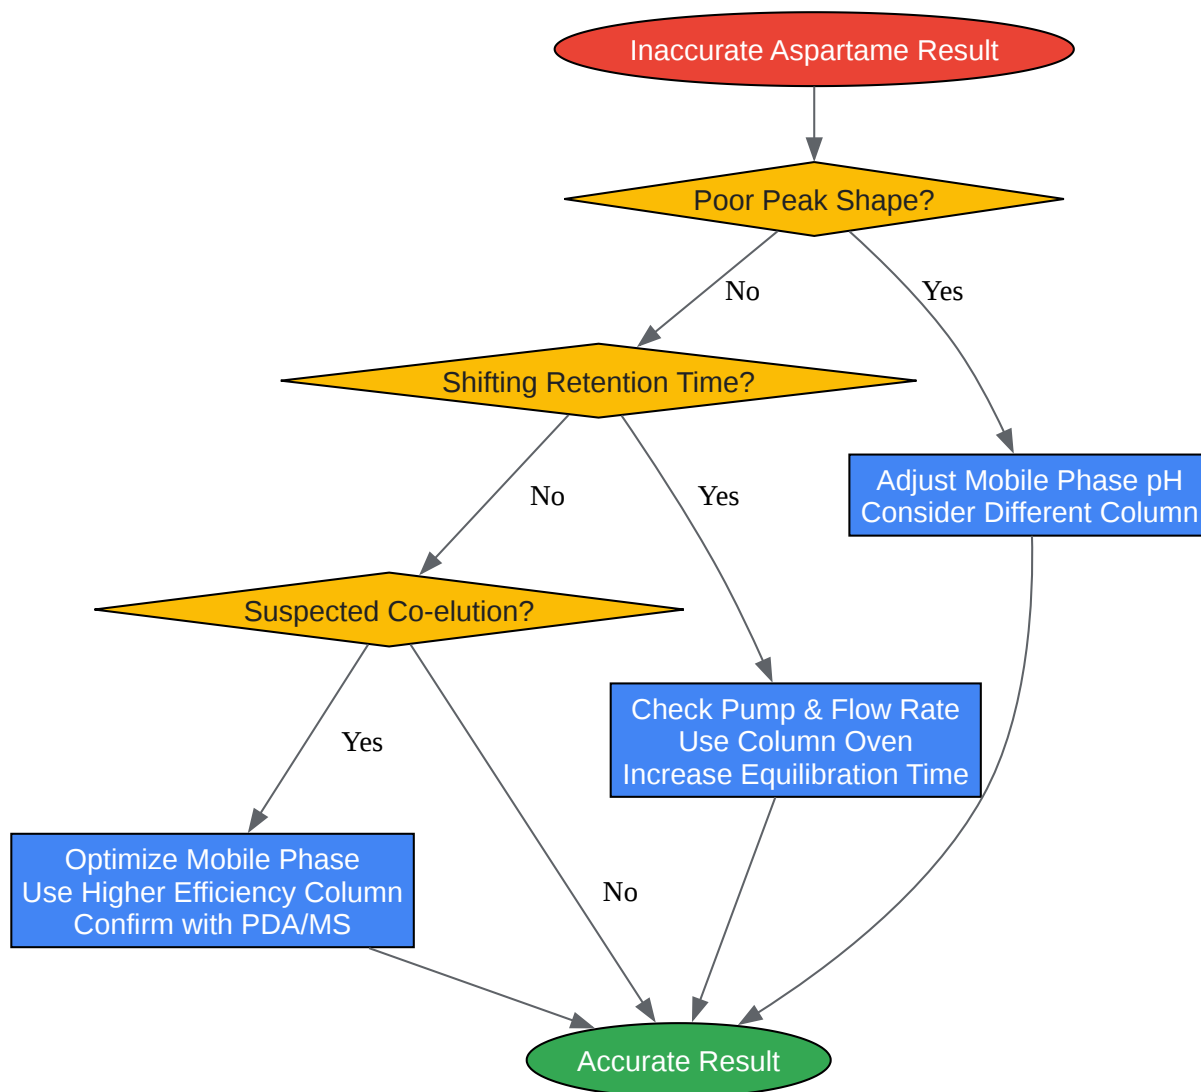 Inaccurate Aspartame Result
Poor Peak Shape?
No
Yes
Shifting Retention Time?
No
Yes
Adjust Mobile Phase pH
Consider Different Column
Suspected Co-elution?
Yes
No
Check Pump & Flow Rate
Use Column Oven
Increase Equilibration Time
Optimize Mobile Phase
Use Higher Efficiency Column
Confirm with PDA/MS
Accurate Result